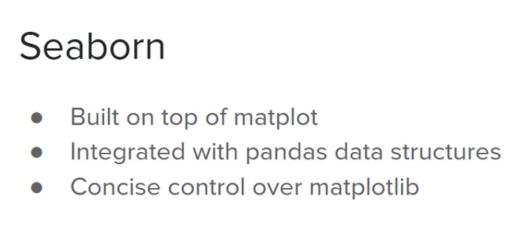 Seaborn
● Built on top of matplot
● Integrated with pandas data structures
● Concise control over matplotlib